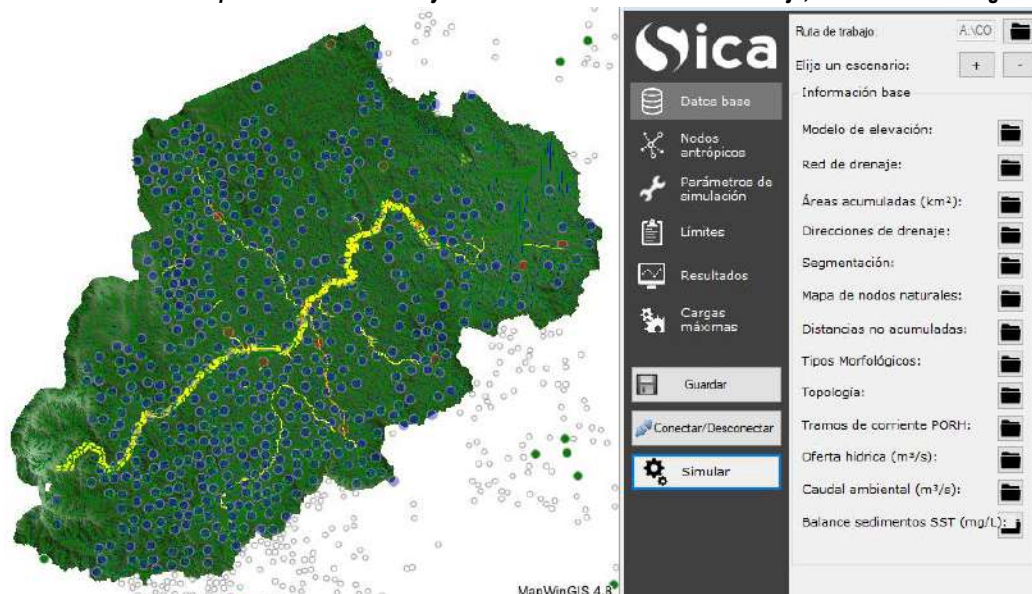 Sica
Datos base
Nodos
antrópicos
Parámetros de
simulación
Límites
Resultados
Cargas
máximas
Guardar
Conectar/Desconectar
Simular
Ruta de trabajo:
A:\CO
Elija un escenario:
+
-
Información base
Modelo de elevación:
Red de drenaje:
Áreas acumuladas (km²):
Direcciones de drenaje:
Segmentación:
Mapa de nodos naturales:
Distancias no acumuladas:
Tipos Morfológicos:
Topología:
Tramos de corriente PORH:
Oferta hídrica (m³/s):
Caudal ambiental (m³/s):
Balance sedimentos SST (mg/L):
MapWinGIS 4.8